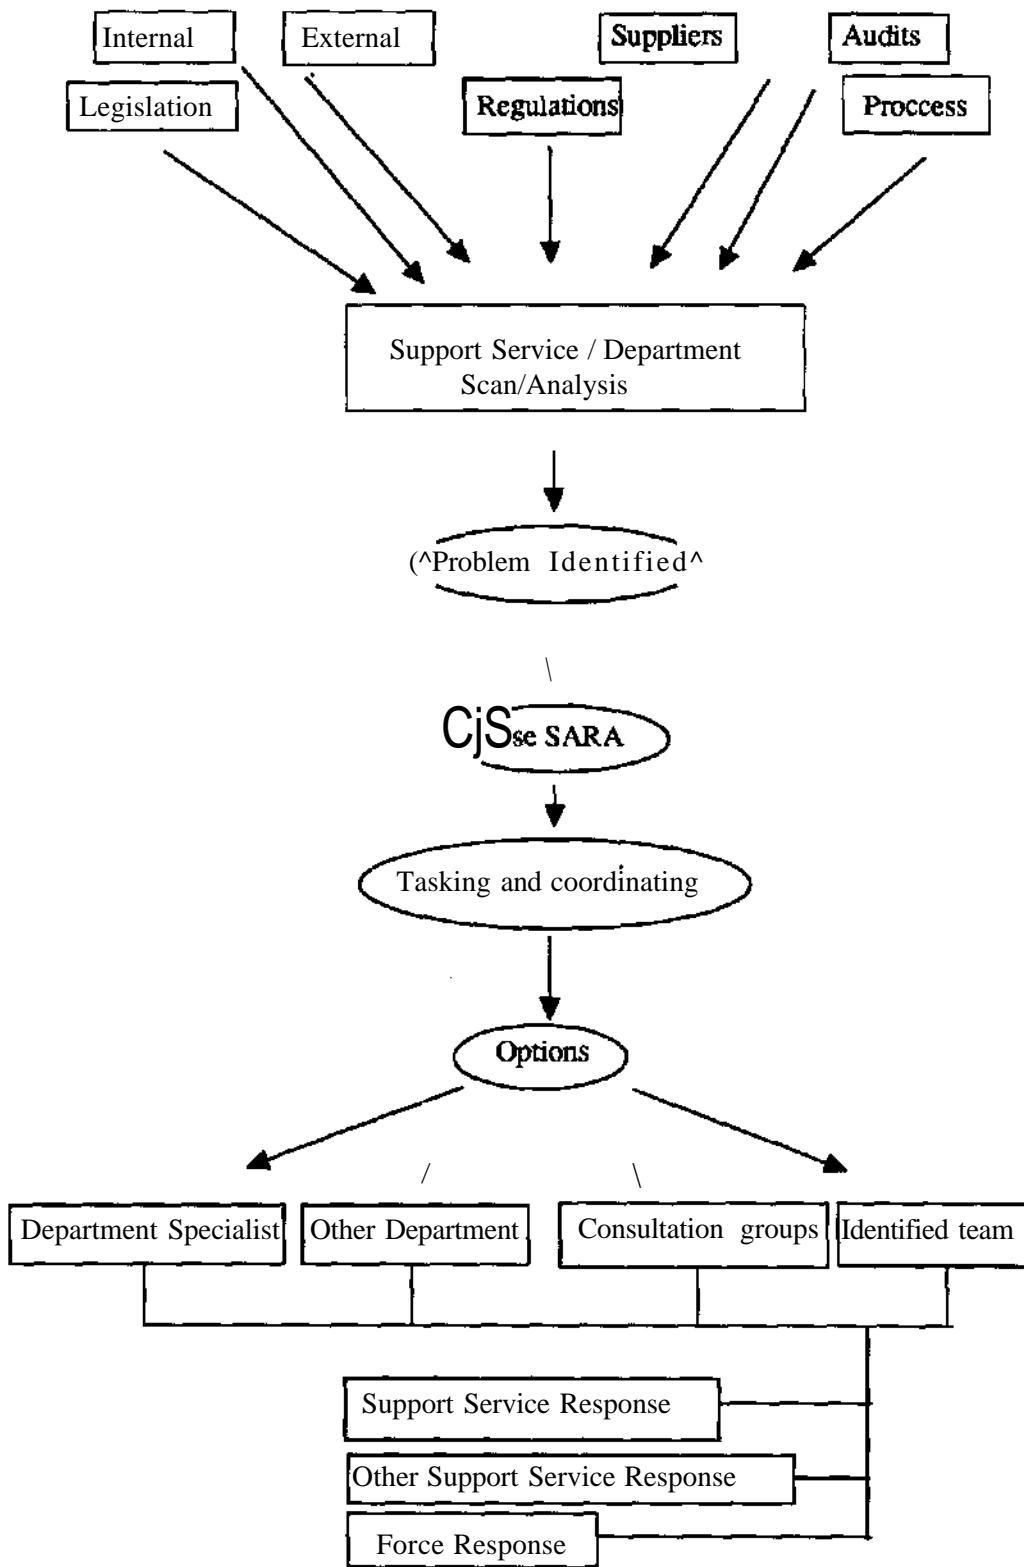 Internal
External
Suppliers
Audits
Legislation
Regulations
Proccess
Support Service / Department
Scan/Analysis
(^Problem Identified^
CjSse SARA
Tasking and coordinating
Options
Department Specialist
Other Department
Consultation groups
Identified team
Support Service Response
Other Support Service Response
Force Response